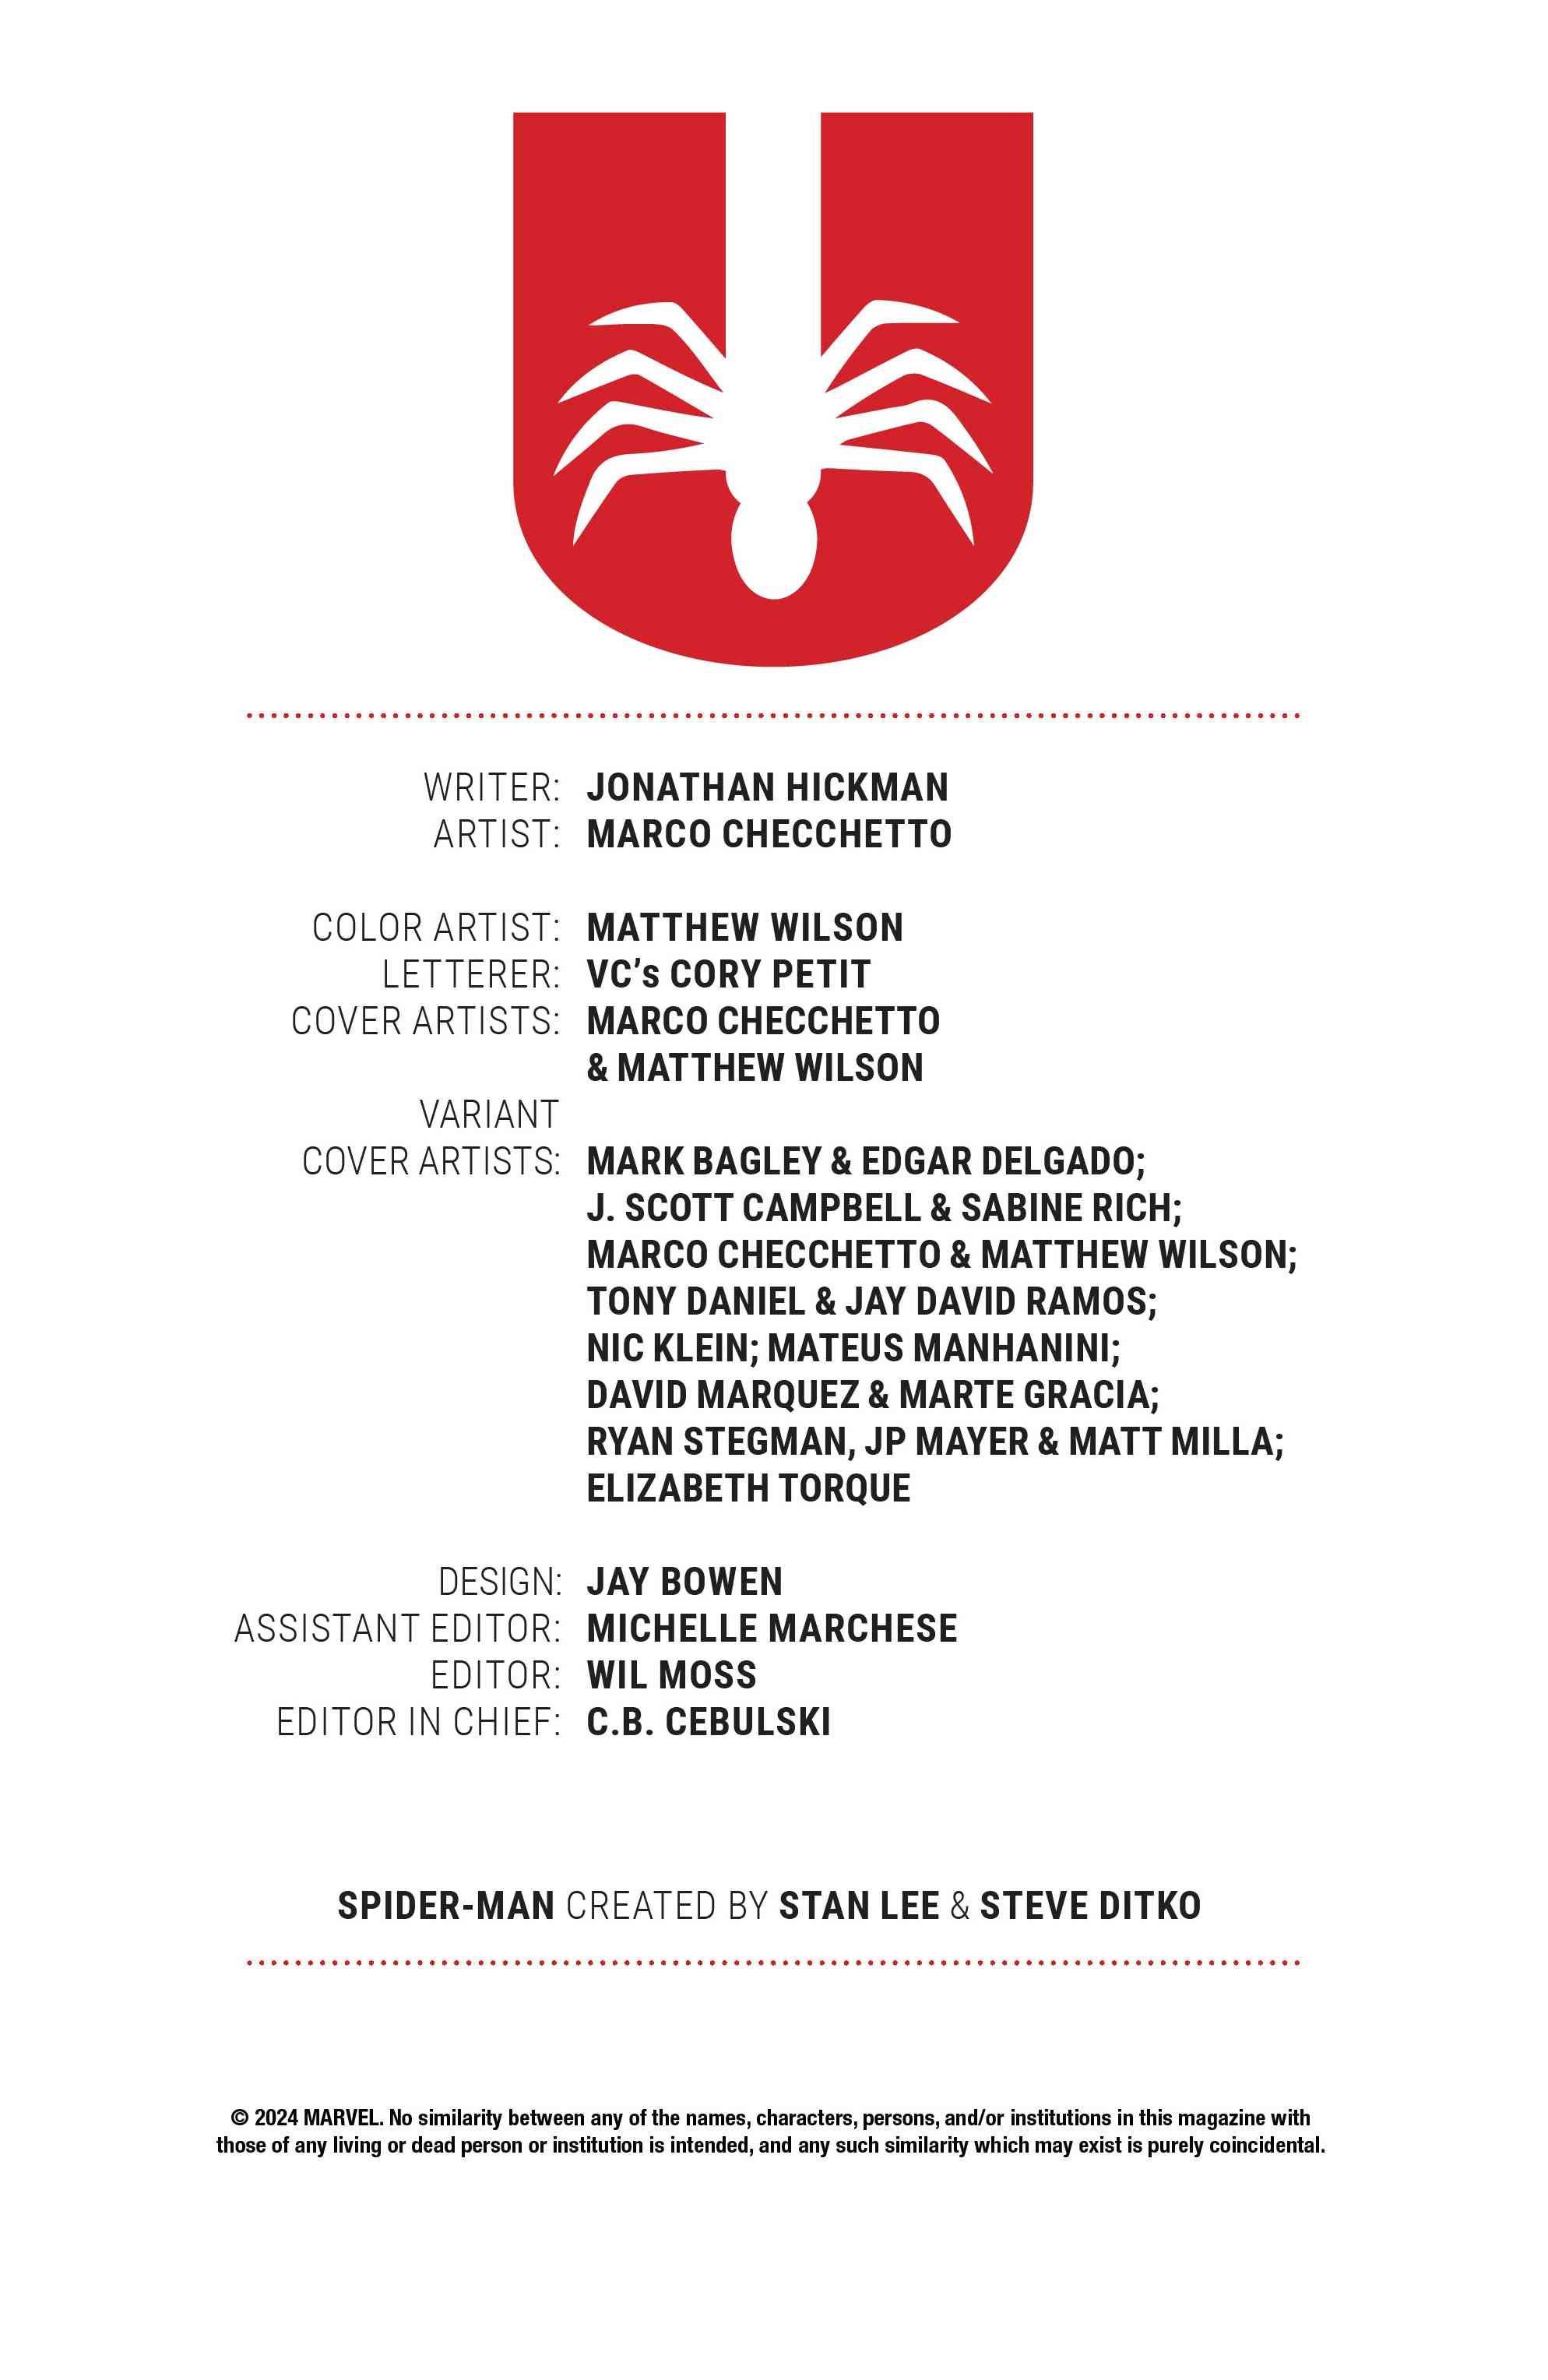 WRITER: JONATHAN HICKMAN
ARTIST: MARCO CHECCHETTO
COLOR ARTIST: MATTHEW WILSON
LETTERER: VC’s CORY PETIT
COVER ARTISTS: MARCO CHECCHETTO
& MATTHEW WILSON
VARIANT
COVER ARTISTS: MARK BAGLEY & EDGAR DELGADO;
J. SCOTT CAMPBELL & SABINE RICH;
MARCO CHECCHETTO & MATTHEW WILSON;
TONY DANIEL & JAY DAVID RAMOS;
NIC KLEIN; MATEUS MANHANINI;
DAVID MARQUEZ & MARTE GRACIA;
RYAN STEGMAN, JP MAYER & MATT MILLA;
ELIZABETH TORQUE
DESIGN: JAY BOWEN
ASSISTANT EDITOR: MICHELLE MARCHESE
EDITOR: WIL MOSS
EDITOR IN CHIEF: C.B. CEBULSKI
SPIDER-MAN CREATED BY STAN LEE & STEVE DITKO
© 2024 MARVEL. No similarity between any of the names, characters, persons, and/or institutions in this magazine with
those of any living or dead person or institution is intended, and any such similarity which may exist is purely coincidental.